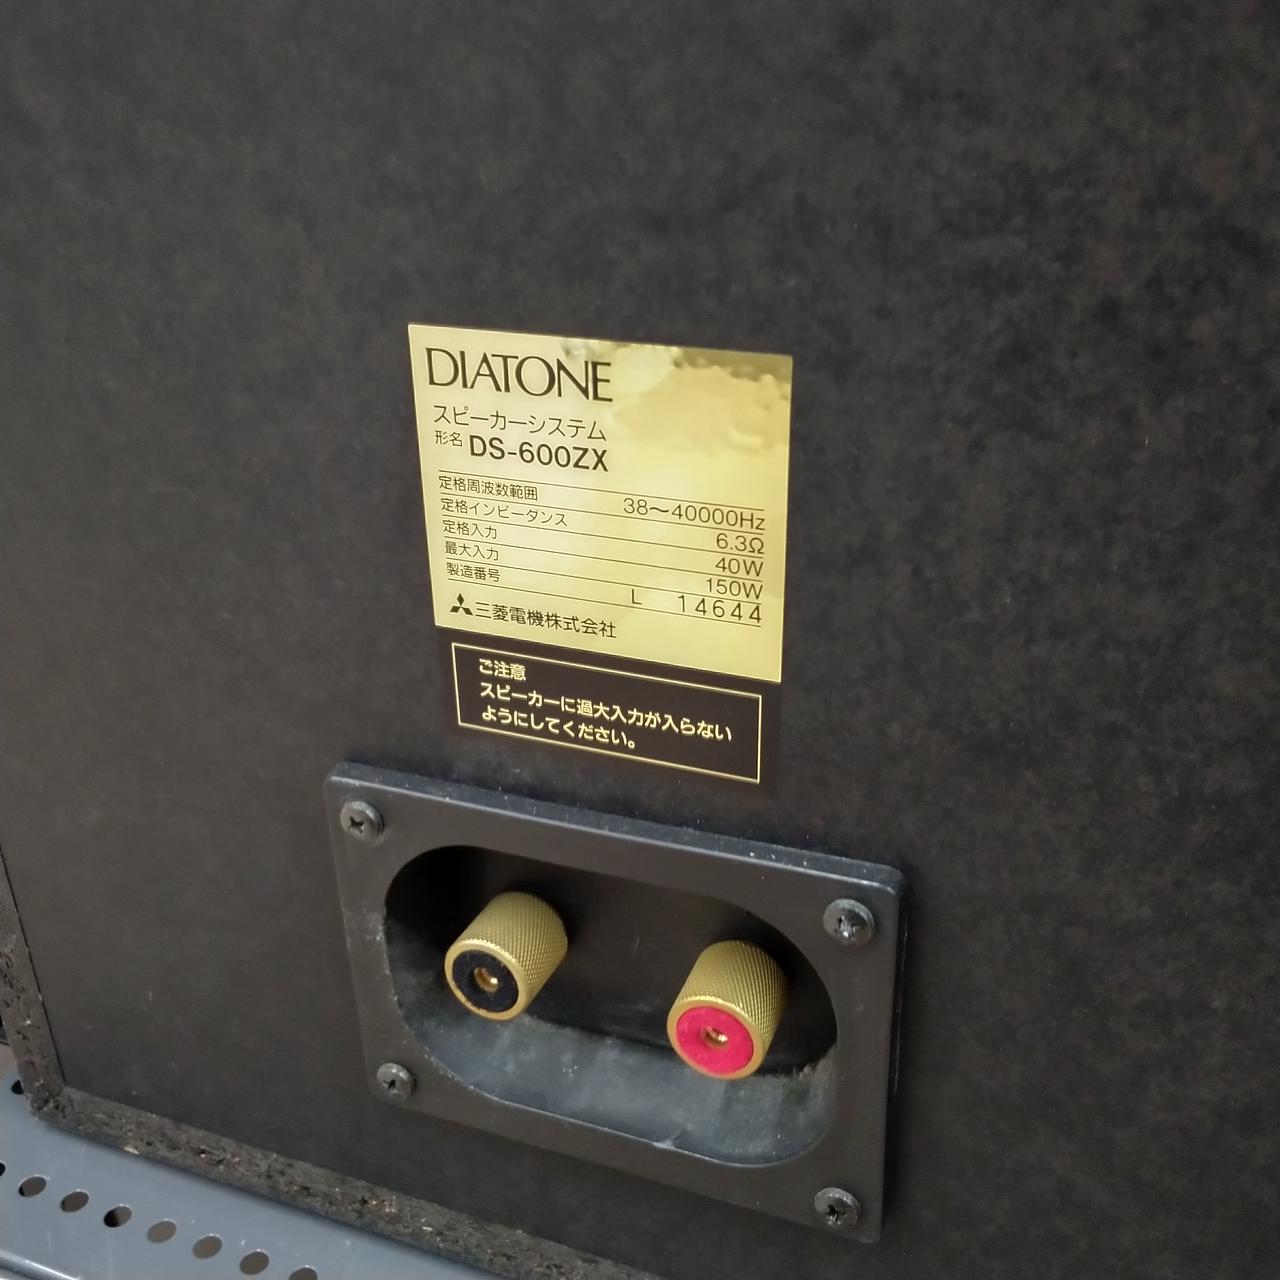 DIATONE
スピーカーシステム
形名 DS-600ZX
定格周波数範囲 38〜40000Hz
定格インピーダンス 6.3Ω
定格入力 40W
最大入力 150W
製造番号 L 14644
三菱電機株式会社
ご注意
スピーカーに過大入力が入らない
ようにしてください。